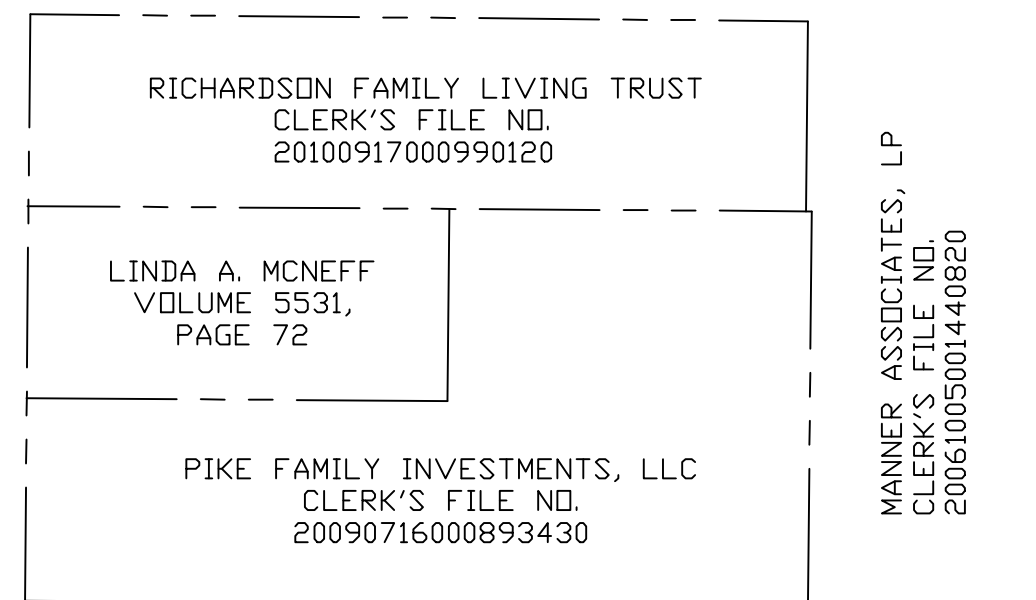 RICHARDSON FAMILY LIVING TRUST
CLERK'S FILE NO.
20100917000990120
LINDA A. MCNEFF
VOLUME 5531,
PAGE 72
PIKE FAMILY INVESTMENTS, LLC
CLERK'S FILE NO.
20090716000893430
MANNER ASSOCIATES, LP
CLERK'S FILE NO.
20061005001440820